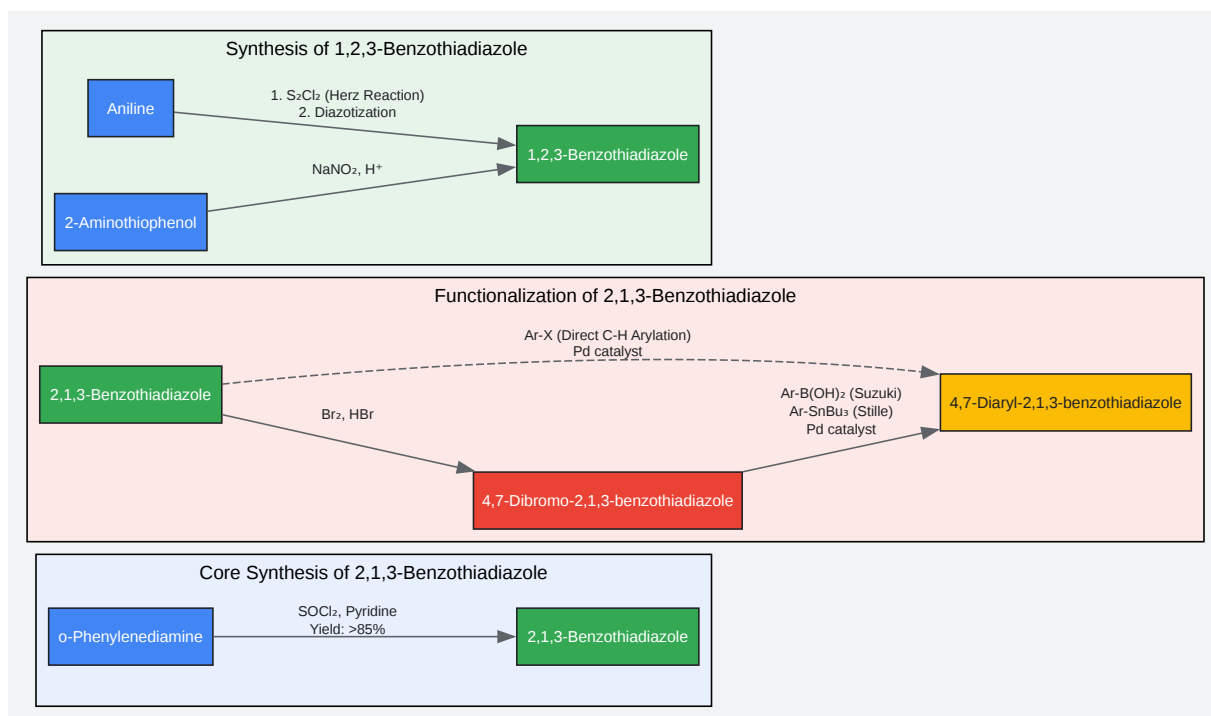 Synthesis of 1,2,3-Benzothiadiazole
Aniline
1. S₂Cl₂ (Herz Reaction)
2. Diazotization
1,2,3-Benzothiadiazole
NaNO₂, H⁺
2-Aminothiophenol
Functionalization of 2,1,3-Benzothiadiazole
Ar-X (Direct C-H Arylation)
Pd catalyst
2,1,3-Benzothiadiazole
Br₂, HBr
Ar-B(OH)₂ (Suzuki)
Ar-SnBu₃ (Stille)
Pd catalyst
4,7-Diaryl-2,1,3-benzothiadiazole
4,7-Dibromo-2,1,3-benzothiadiazole
Core Synthesis of 2,1,3-Benzothiadiazole
o-Phenylenediamine
SOCl₂, Pyridine
Yield: >85%
2,1,3-Benzothiadiazole